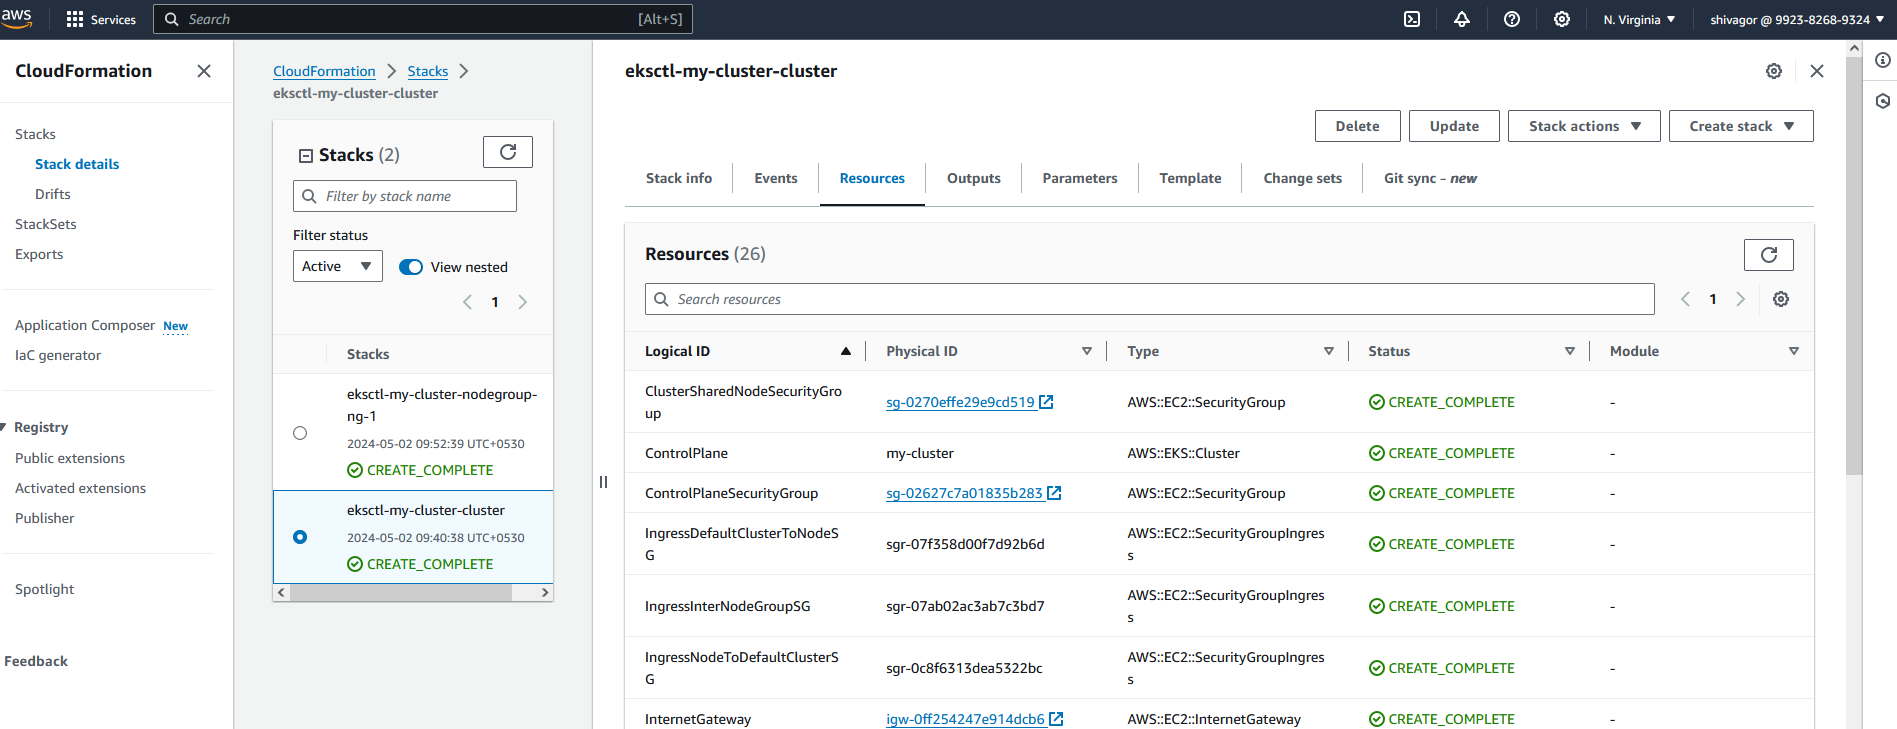 aws
Services
Search
[Alt+S]
N. Virginia
shivagor @ 9923-8268-9324
CloudFormation
Stacks
Stack details
Drifts
StackSets
Exports
Application Composer New
IaC generator
Registry
Public extensions
Activated extensions
Publisher
Spotlight
Feedback
CloudFormation
Stacks
eksctl-my-cluster-cluster
Stacks (2)
Filter by stack name
Filter status
Active
View nested
1
Stacks
eksctl-my-cluster-nodegroup-
ng-1
2024-05-02 09:52:39 UTC+0530
CREATE_COMPLETE
eksctl-my-cluster-cluster
2024-05-02 09:40:38 UTC+0530
CREATE_COMPLETE
eksctl-my-cluster-cluster
Delete
Update
Stack actions
Create stack
Stack info
Events
Resources
Outputs
Parameters
Template
Change sets
Git sync - new
Resources (26)
Search resources
1
Logical ID
Physical ID
Type
Status
Module
ClusterSharedNodeSecurityGro
up
sg-0270effe29e9cd519
AWS::EC2::SecurityGroup
CREATE_COMPLETE
-
ControlPlane
my-cluster
AWS::EKS::Cluster
CREATE_COMPLETE
-
ControlPlaneSecurityGroup
sg-02627c7a01835b283
AWS::EC2::SecurityGroup
CREATE_COMPLETE
-
IngressDefaultClusterToNodeS
G
sgr-07f358d00f7d92b6d
AWS::EC2::SecurityGroupIngres
s
CREATE_COMPLETE
-
IngressInterNodeGroupSG
sgr-07ab02ac3ab7c3bd7
AWS::EC2::SecurityGroupIngres
s
CREATE_COMPLETE
-
IngressNodeToDefaultClusterS
G
sgr-0c8f6313dea5322bc
AWS::EC2::SecurityGroupIngres
s
CREATE_COMPLETE
-
InternetGateway
igw-0ff254247e914dcb6
AWS::EC2::InternetGateway
CREATE_COMPLETE
-